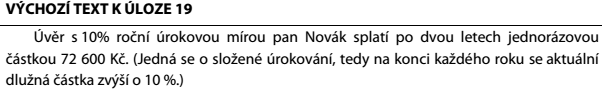 VÝCHOZÍ TEXT K ÚLOZE 19
Úvěr s 10% roční úrokovou mírou pan Novák splatí po dvou letech jednorázovou
částkou 72 600 Kč. (Jedná se o složené úrokování, tedy na konci každého roku se aktuální
dlužná částka zvýší o 10 %.)